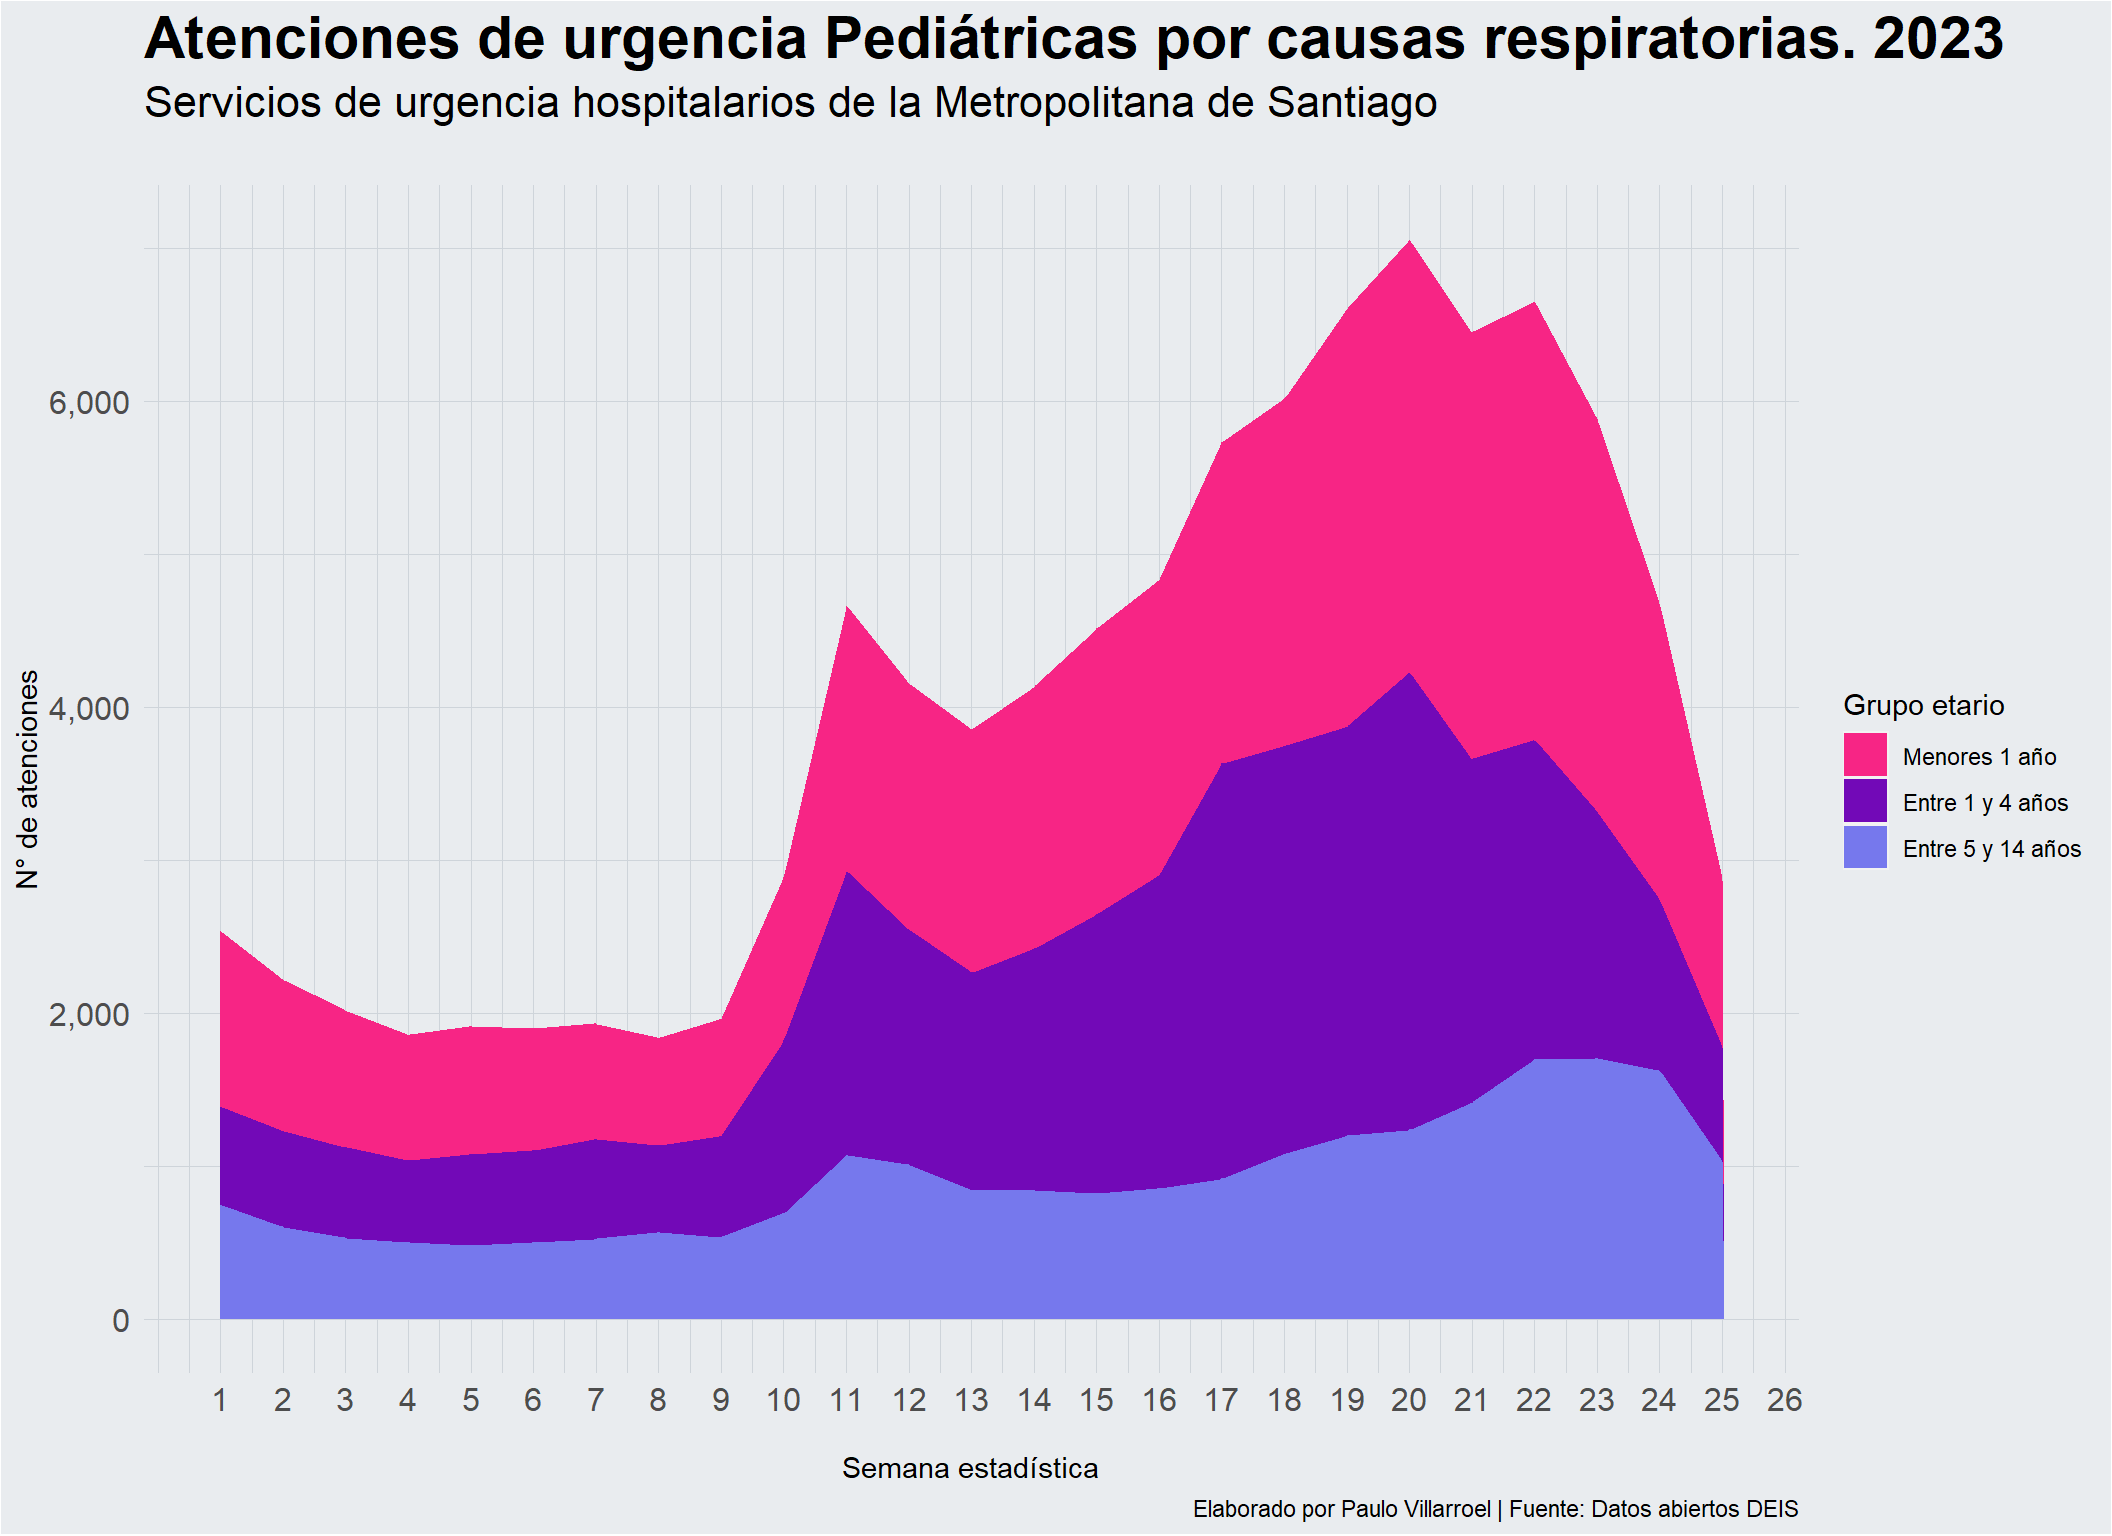 Atenciones de urgencia Pediátricas por causas respiratorias. 2023
Servicios de urgencia hospitalarios de la Metropolitana de Santiago
N° de atenciones
6,000
4,000
2,000
0
1 2 3 4 5 6 7 8 9 10 11 12 13 14 15 16 17 18 19 20 21 22 23 24 25 26
Semana estadística
Grupo etario
Menores 1 año
Entre 1 y 4 años
Entre 5 y 14 años
Elaborado por Paulo Villarroel | Fuente: Datos abiertos DEIS